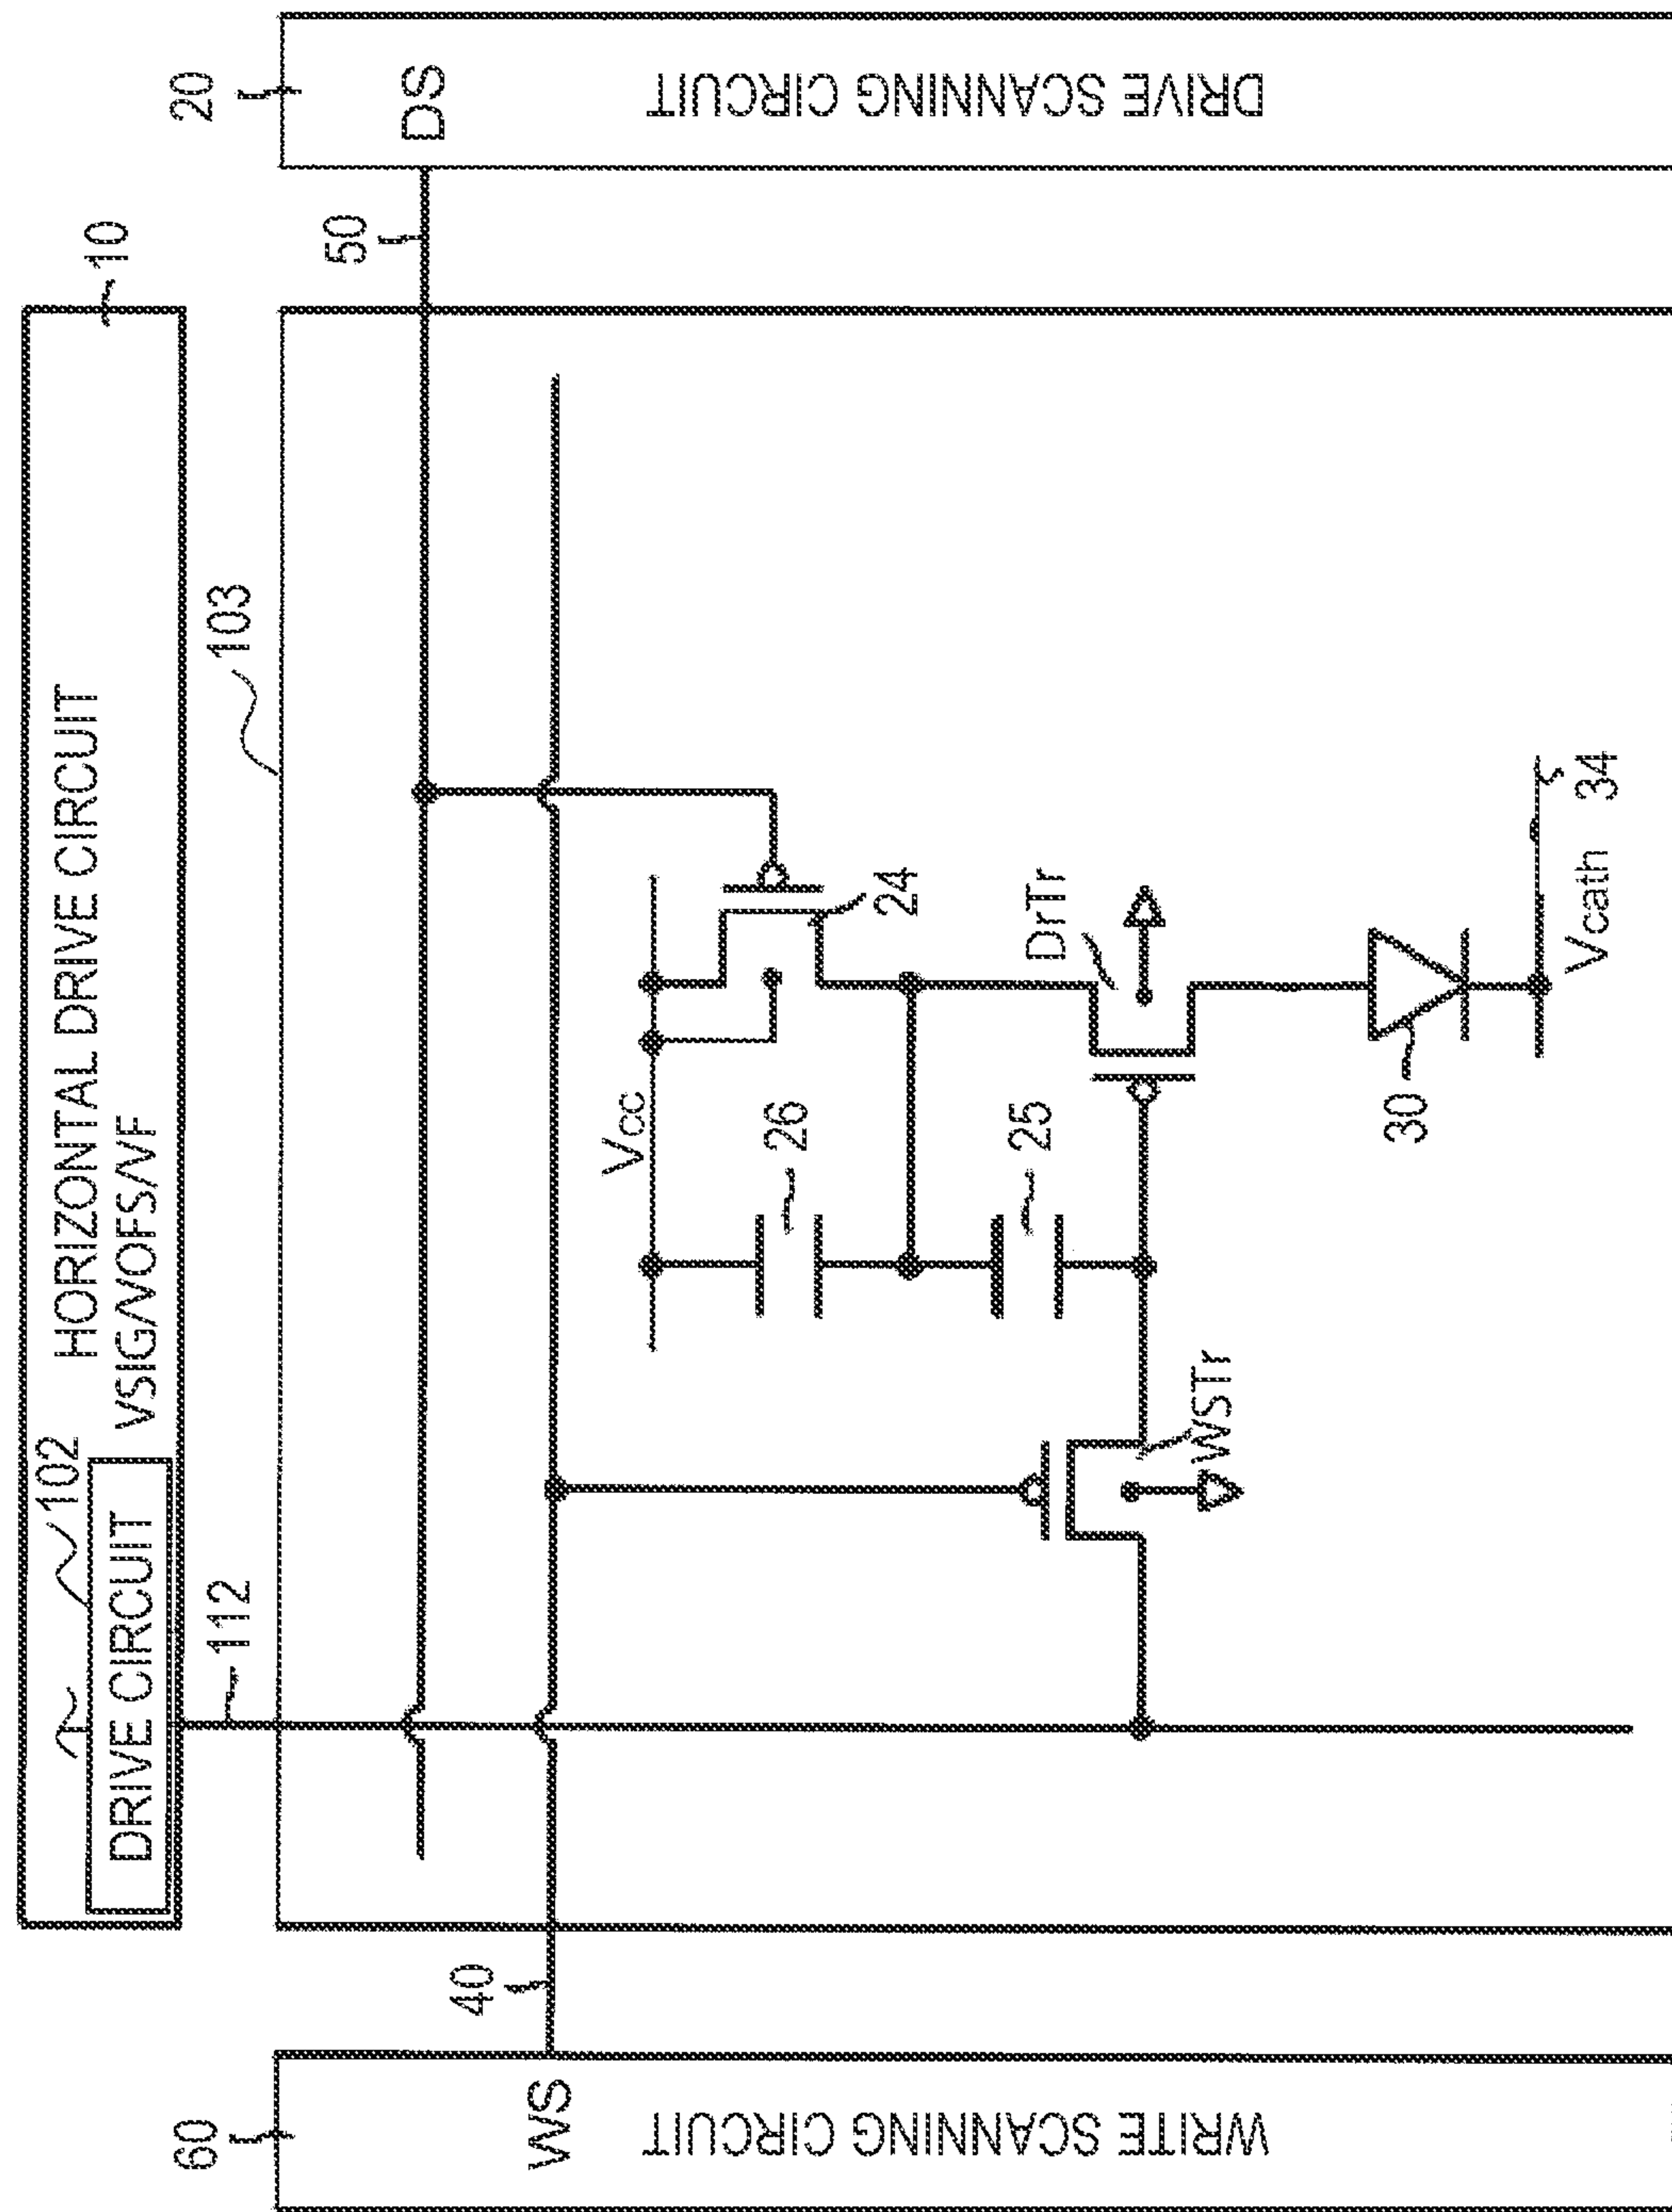 10
HORIZONTAL DRIVE CIRCUIT
102
VSIG/VOFS/VF
DRIVE CIRCUIT
60
112
103
20
WS
40
50
DS
WRITE SCANNING CIRCUIT
DRIVE SCANNING CIRCUIT
Vcc
26
24
25
DrTr
WSTr
30
Vcath
34